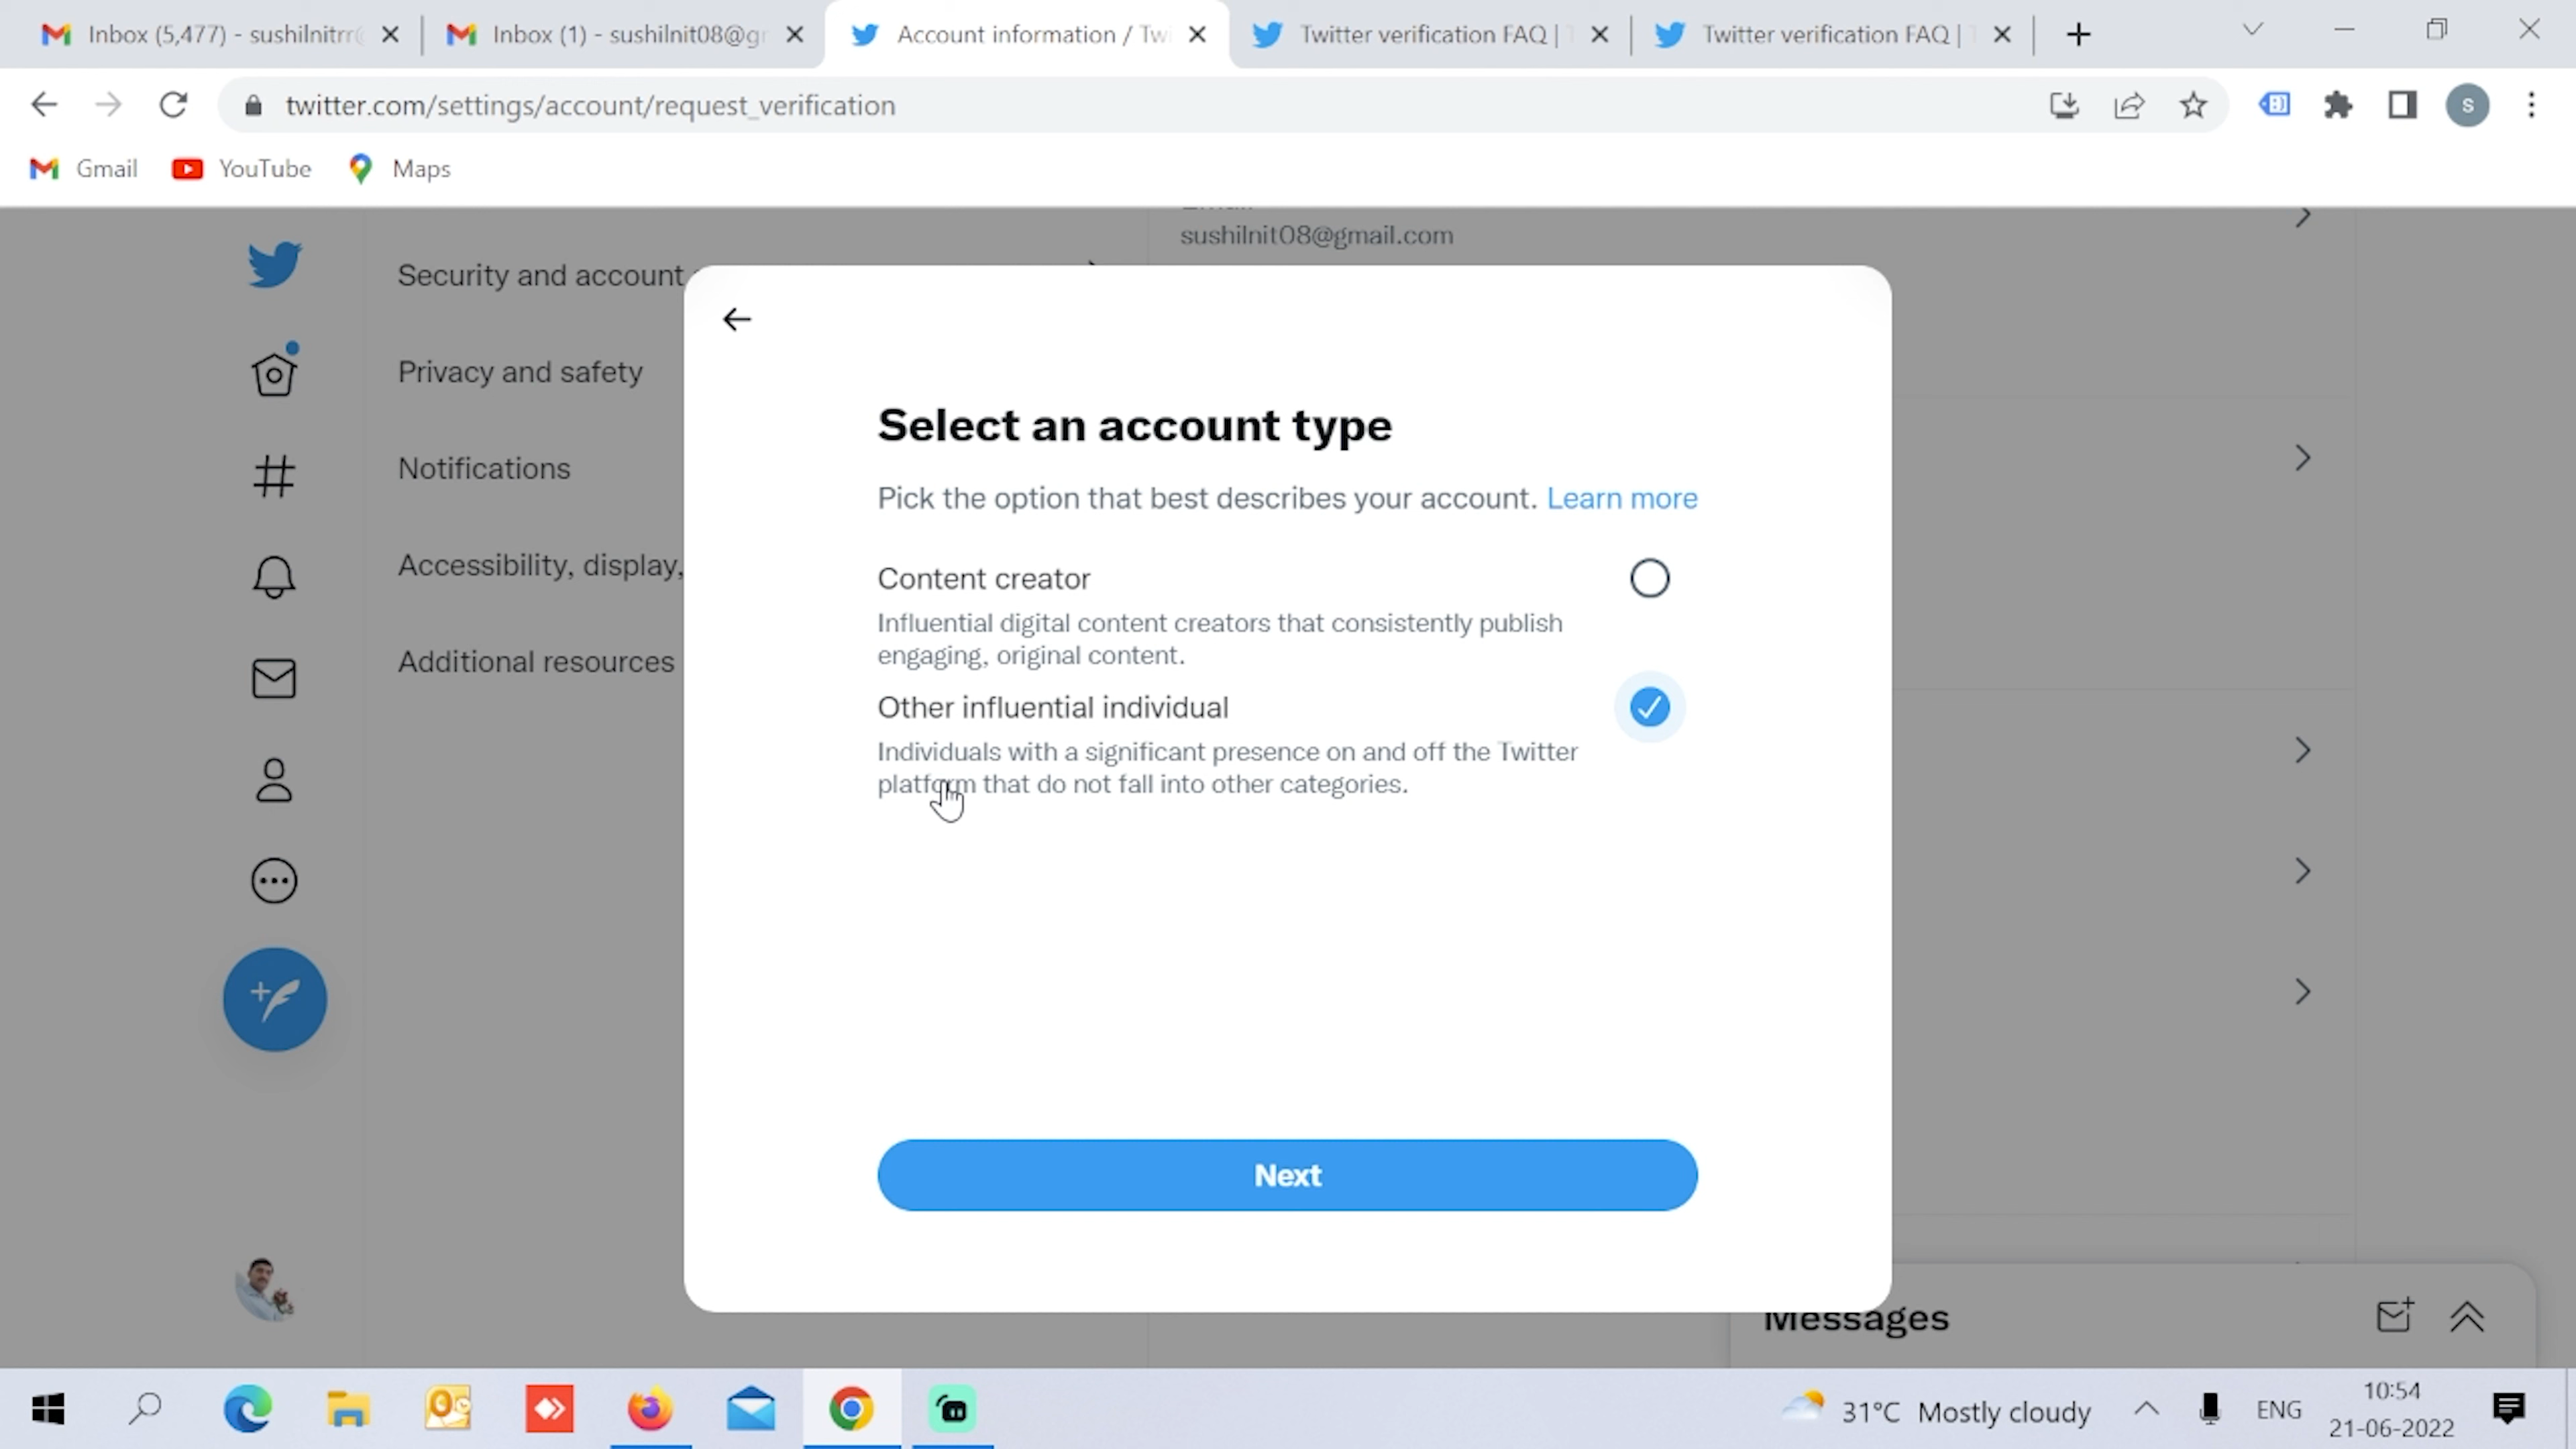 Inbox (5,477) - sushilnitrr@
Inbox (1) - sushilnit08@gr
Account information / Twi
Twitter verification FAQ |
Twitter verification FAQ |
twitter.com/settings/account/request_verification
S
Gmail
YouTube
Maps
sushilnit08@gmail.com
Security and account
Privacy and safety
Notifications
Accessibility, display,
Additional resources
Select an account type
Pick the option that best describes your account. Learn more
Content creator
Influential digital content creators that consistently publish
engaging, original content.
Other influential individual
Individuals with a significant presence on and off the Twitter
platform that do not fall into other categories.
Next
Messages
31°C Mostly cloudy
ENG
10:54
21-06-2022